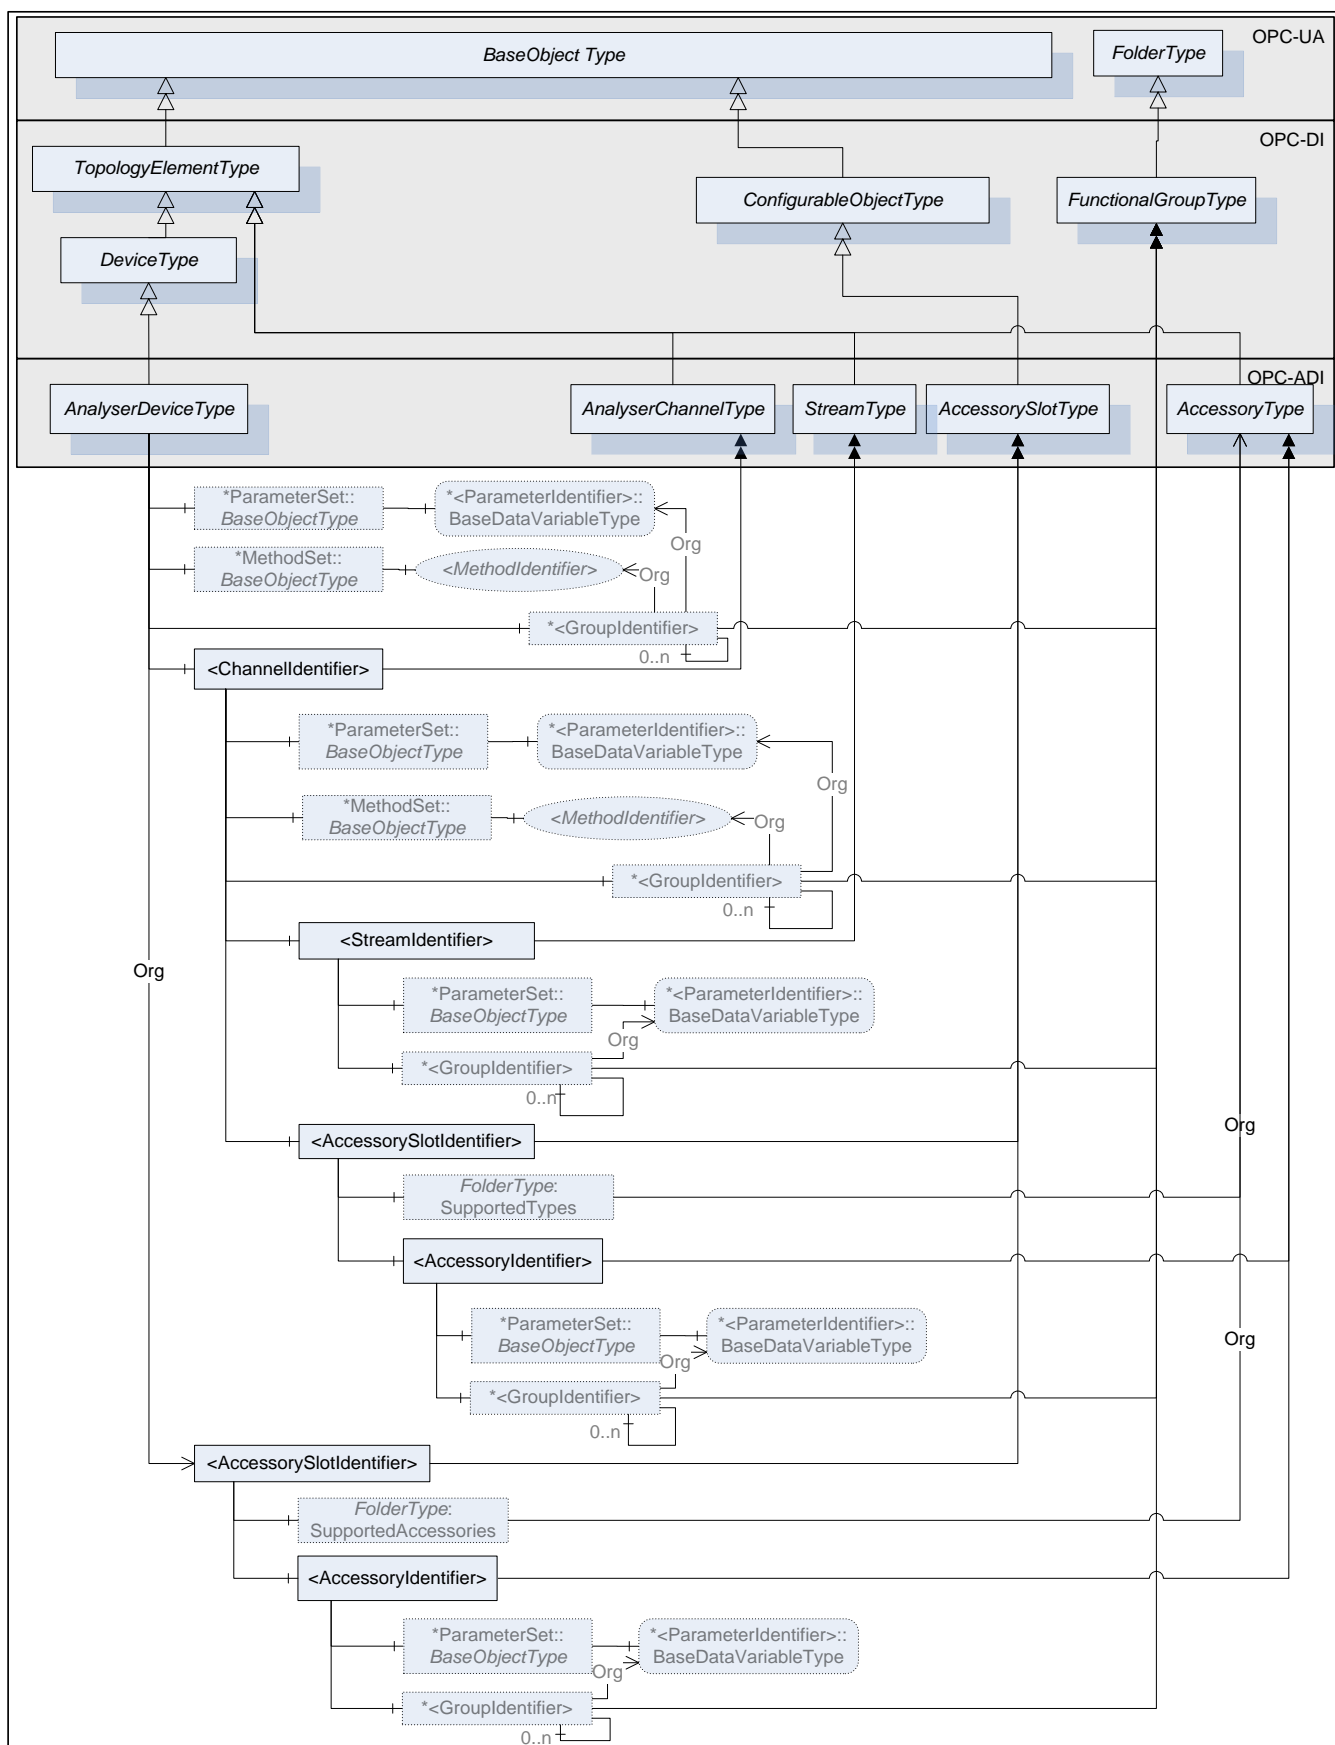 OPC-UA
BaseObject Type
FolderType
OPC-DI
TopologyElementType
ConfigurableObjectType
FunctionalGroupType
DeviceType
OPC-ADI
AnalyserDeviceType
AnalyserChannelType
StreamType
AccessorySlotType
AccessoryType
*ParameterSet::
BaseObjectType
*<ParameterIdentifier>::
BaseDataVariableType
Org
*MethodSet::
BaseObjectType
<MethodIdentifier>
Org
*<GroupIdentifier>
0..n
<ChannelIdentifier>
*ParameterSet::
BaseObjectType
*<ParameterIdentifier>::
BaseDataVariableType
Org
*MethodSet::
BaseObjectType
<MethodIdentifier>
Org
*<GroupIdentifier>
0..n
<StreamIdentifier>
Org
*ParameterSet::
BaseObjectType
*<ParameterIdentifier>::
BaseDataVariableType
Org
*<GroupIdentifier>
0..n
<AccessorySlotIdentifier>
Org
FolderType:
SupportedTypes
<AccessoryIdentifier>
*ParameterSet::
BaseObjectType
*<ParameterIdentifier>::
BaseDataVariableType
Org
Org
*<GroupIdentifier>
0..n
<AccessorySlotIdentifier>
FolderType:
SupportedAccessories
<AccessoryIdentifier>
*ParameterSet::
BaseObjectType
*<ParameterIdentifier>::
BaseDataVariableType
Org
*<GroupIdentifier>
0..n